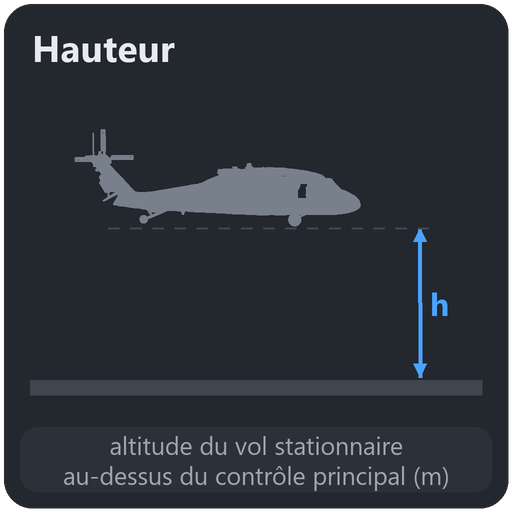 Hauteur
h
altitude du vol stationnaire
au-dessus du contrôle principal (m)